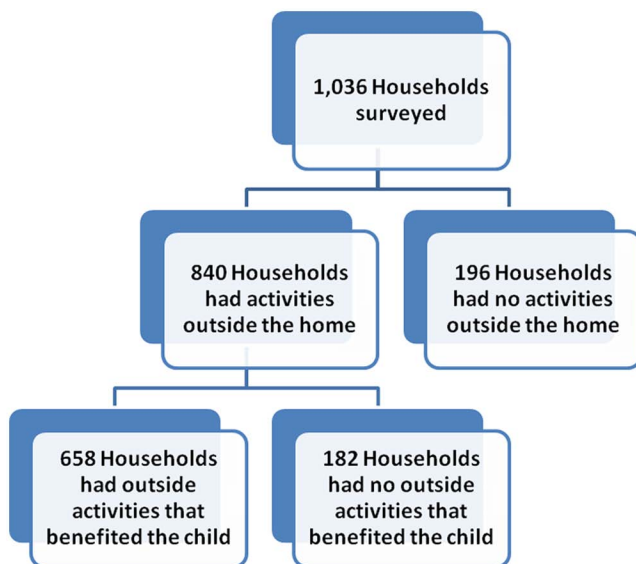 1,036 Households
surveyed
840 Households
had activities
outside the home
196 Households
had no activities
outside the home
658 Households
had outside
activities that
benefited the child
182 Households
had no outside
activities that
benefited the child